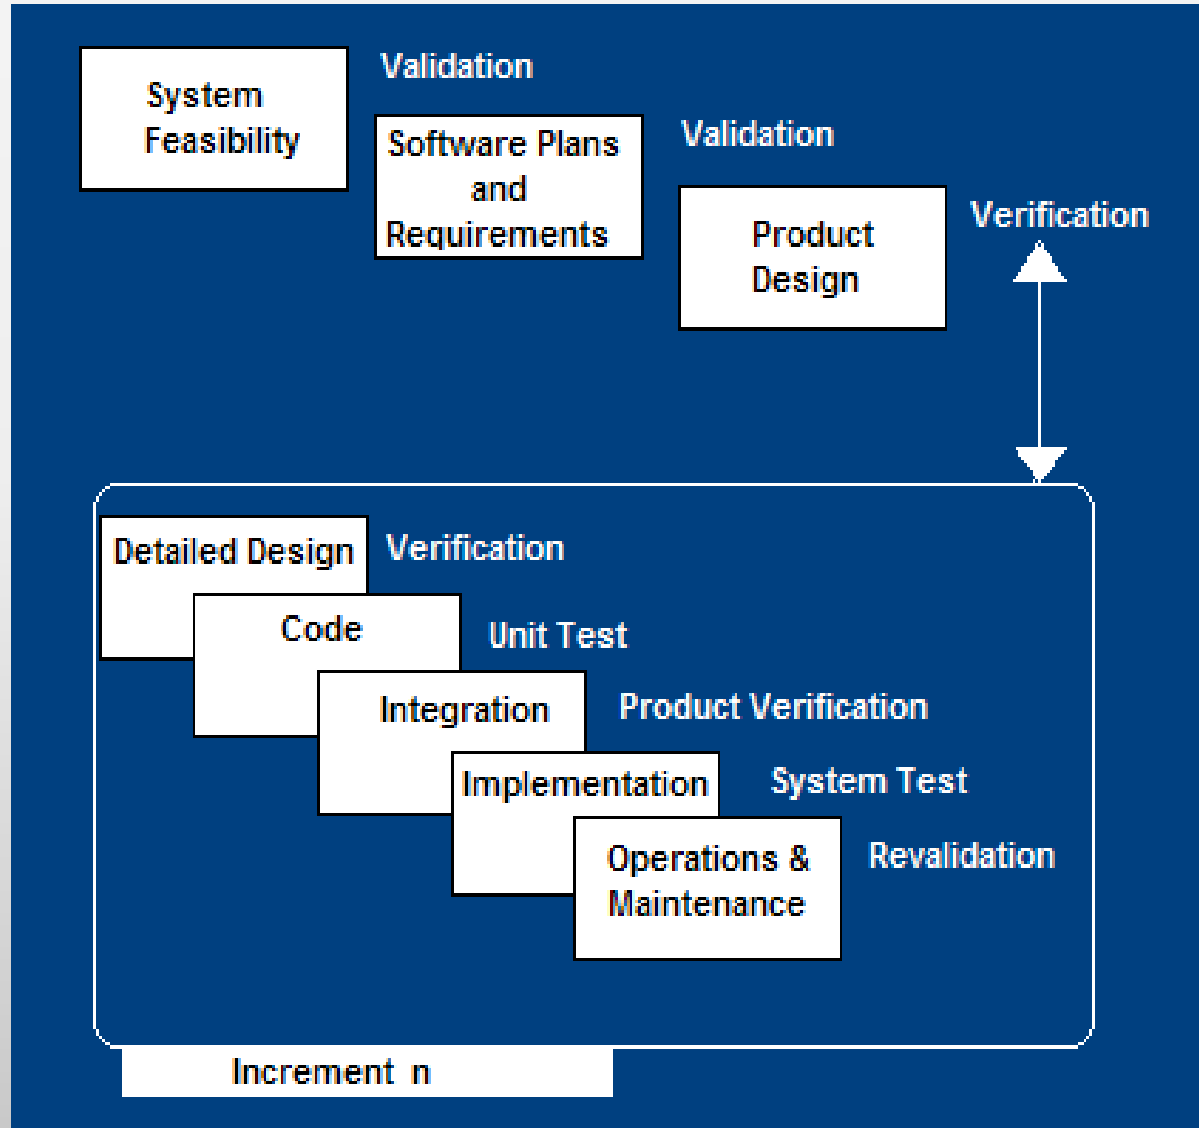 System
Feasibility
Validation
Software Plans
and
Requirements
Validation
Product
Design
Verification
Detailed Design
Verification
Code
Unit Test
Integration
Product Verification
Implementation
System Test
Operations &
Maintenance
Revalidation
Increment n